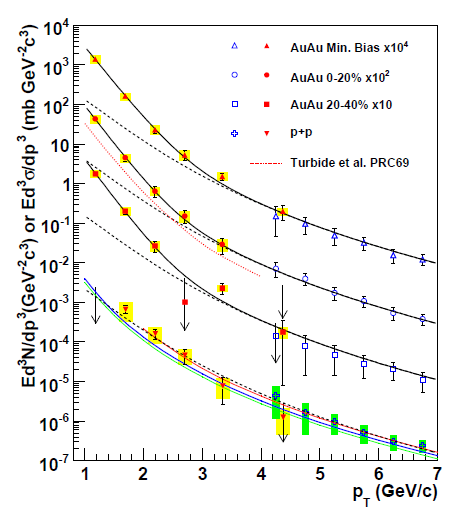 10⁴
10³
10²
10
1
10⁻¹
10⁻²
10⁻³
10⁻⁴
10⁻⁵
10⁻⁶
10⁻⁷
Ed³N/dp³(GeV⁻²c³) or Ed³σ/dp³ (mb GeV⁻²c³)
AuAu Min. Bias x10⁴
AuAu 0-20% x10²
AuAu 20-40% x10
p+p
Turbide et al. PRC69
1 2 3 4 5 6 7
p_T (GeV/c)